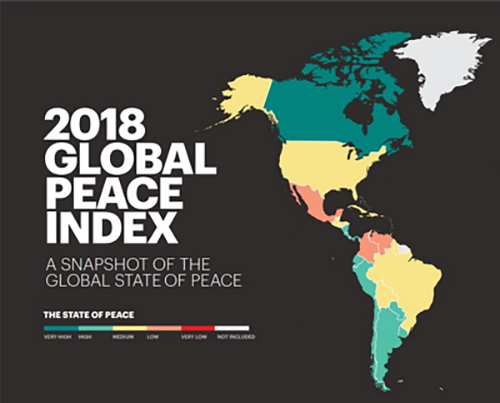 2018
GLOBAL
PEACE
INDEX
A SNAPSHOT OF THE
GLOBAL STATE OF PEACE
THE STATE OF PEACE
VERY HIGH HIGH MEDIUM LOW VERY LOW NOT INCLUDED